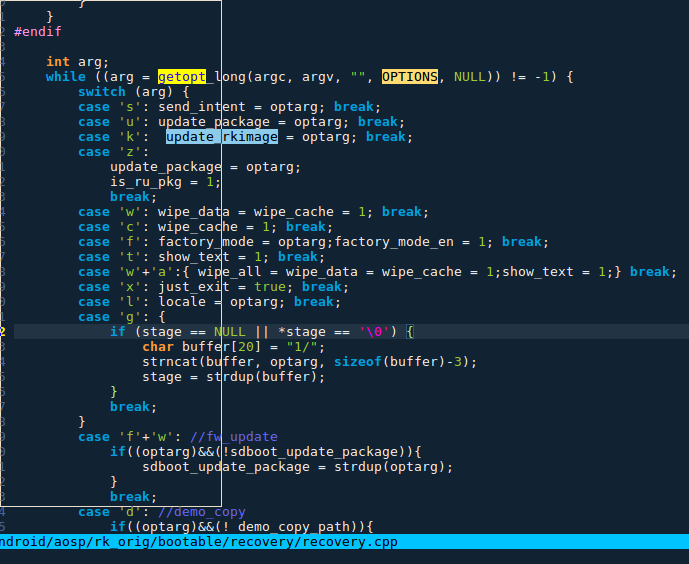 }
}
#endif
int arg;
while ((arg = getopt_long(argc, argv, "", OPTIONS, NULL)) != -1) {
switch (arg) {
case 's': send_intent = optarg; break;
case 'u': update_package = optarg; break;
case 'k': update_rkimage = optarg; break;
case 'z':
update_package = optarg;
is_ru_pkg = 1;
break;
case 'w': wipe_data = wipe_cache = 1; break;
case 'c': wipe_cache = 1; break;
case 'f': factory_mode = optarg;factory_mode_en = 1; break;
case 't': show_text = 1; break;
case 'w'+'a':{ wipe_all = wipe_data = wipe_cache = 1;show_text = 1;} break;
case 'x': just_exit = true; break;
case 'l': locale = optarg; break;
case 'g': {
if (stage == NULL || *stage == '\0') {
char buffer[20] = "1/";
strncat(buffer, optarg, sizeof(buffer)-3);
stage = strdup(buffer);
}
break;
}
case 'f'+'w': //fw_update
if((optarg)&&(!sdboot_update_package)){
sdboot_update_package = strdup(optarg);
}
break;
case 'd': //demo_copy
if((optarg)&&(! demo_copy_path)){
ndroid/aosp/rk_orig/bootable/recovery/recovery.cpp